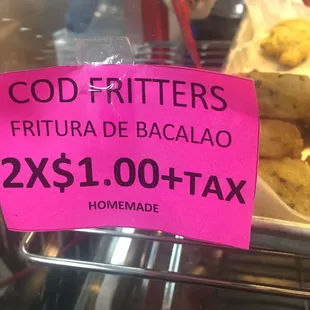 COD FRITTERS
FRITURA DE BACALAO
2X$1.00+TAX
HOMEMADE